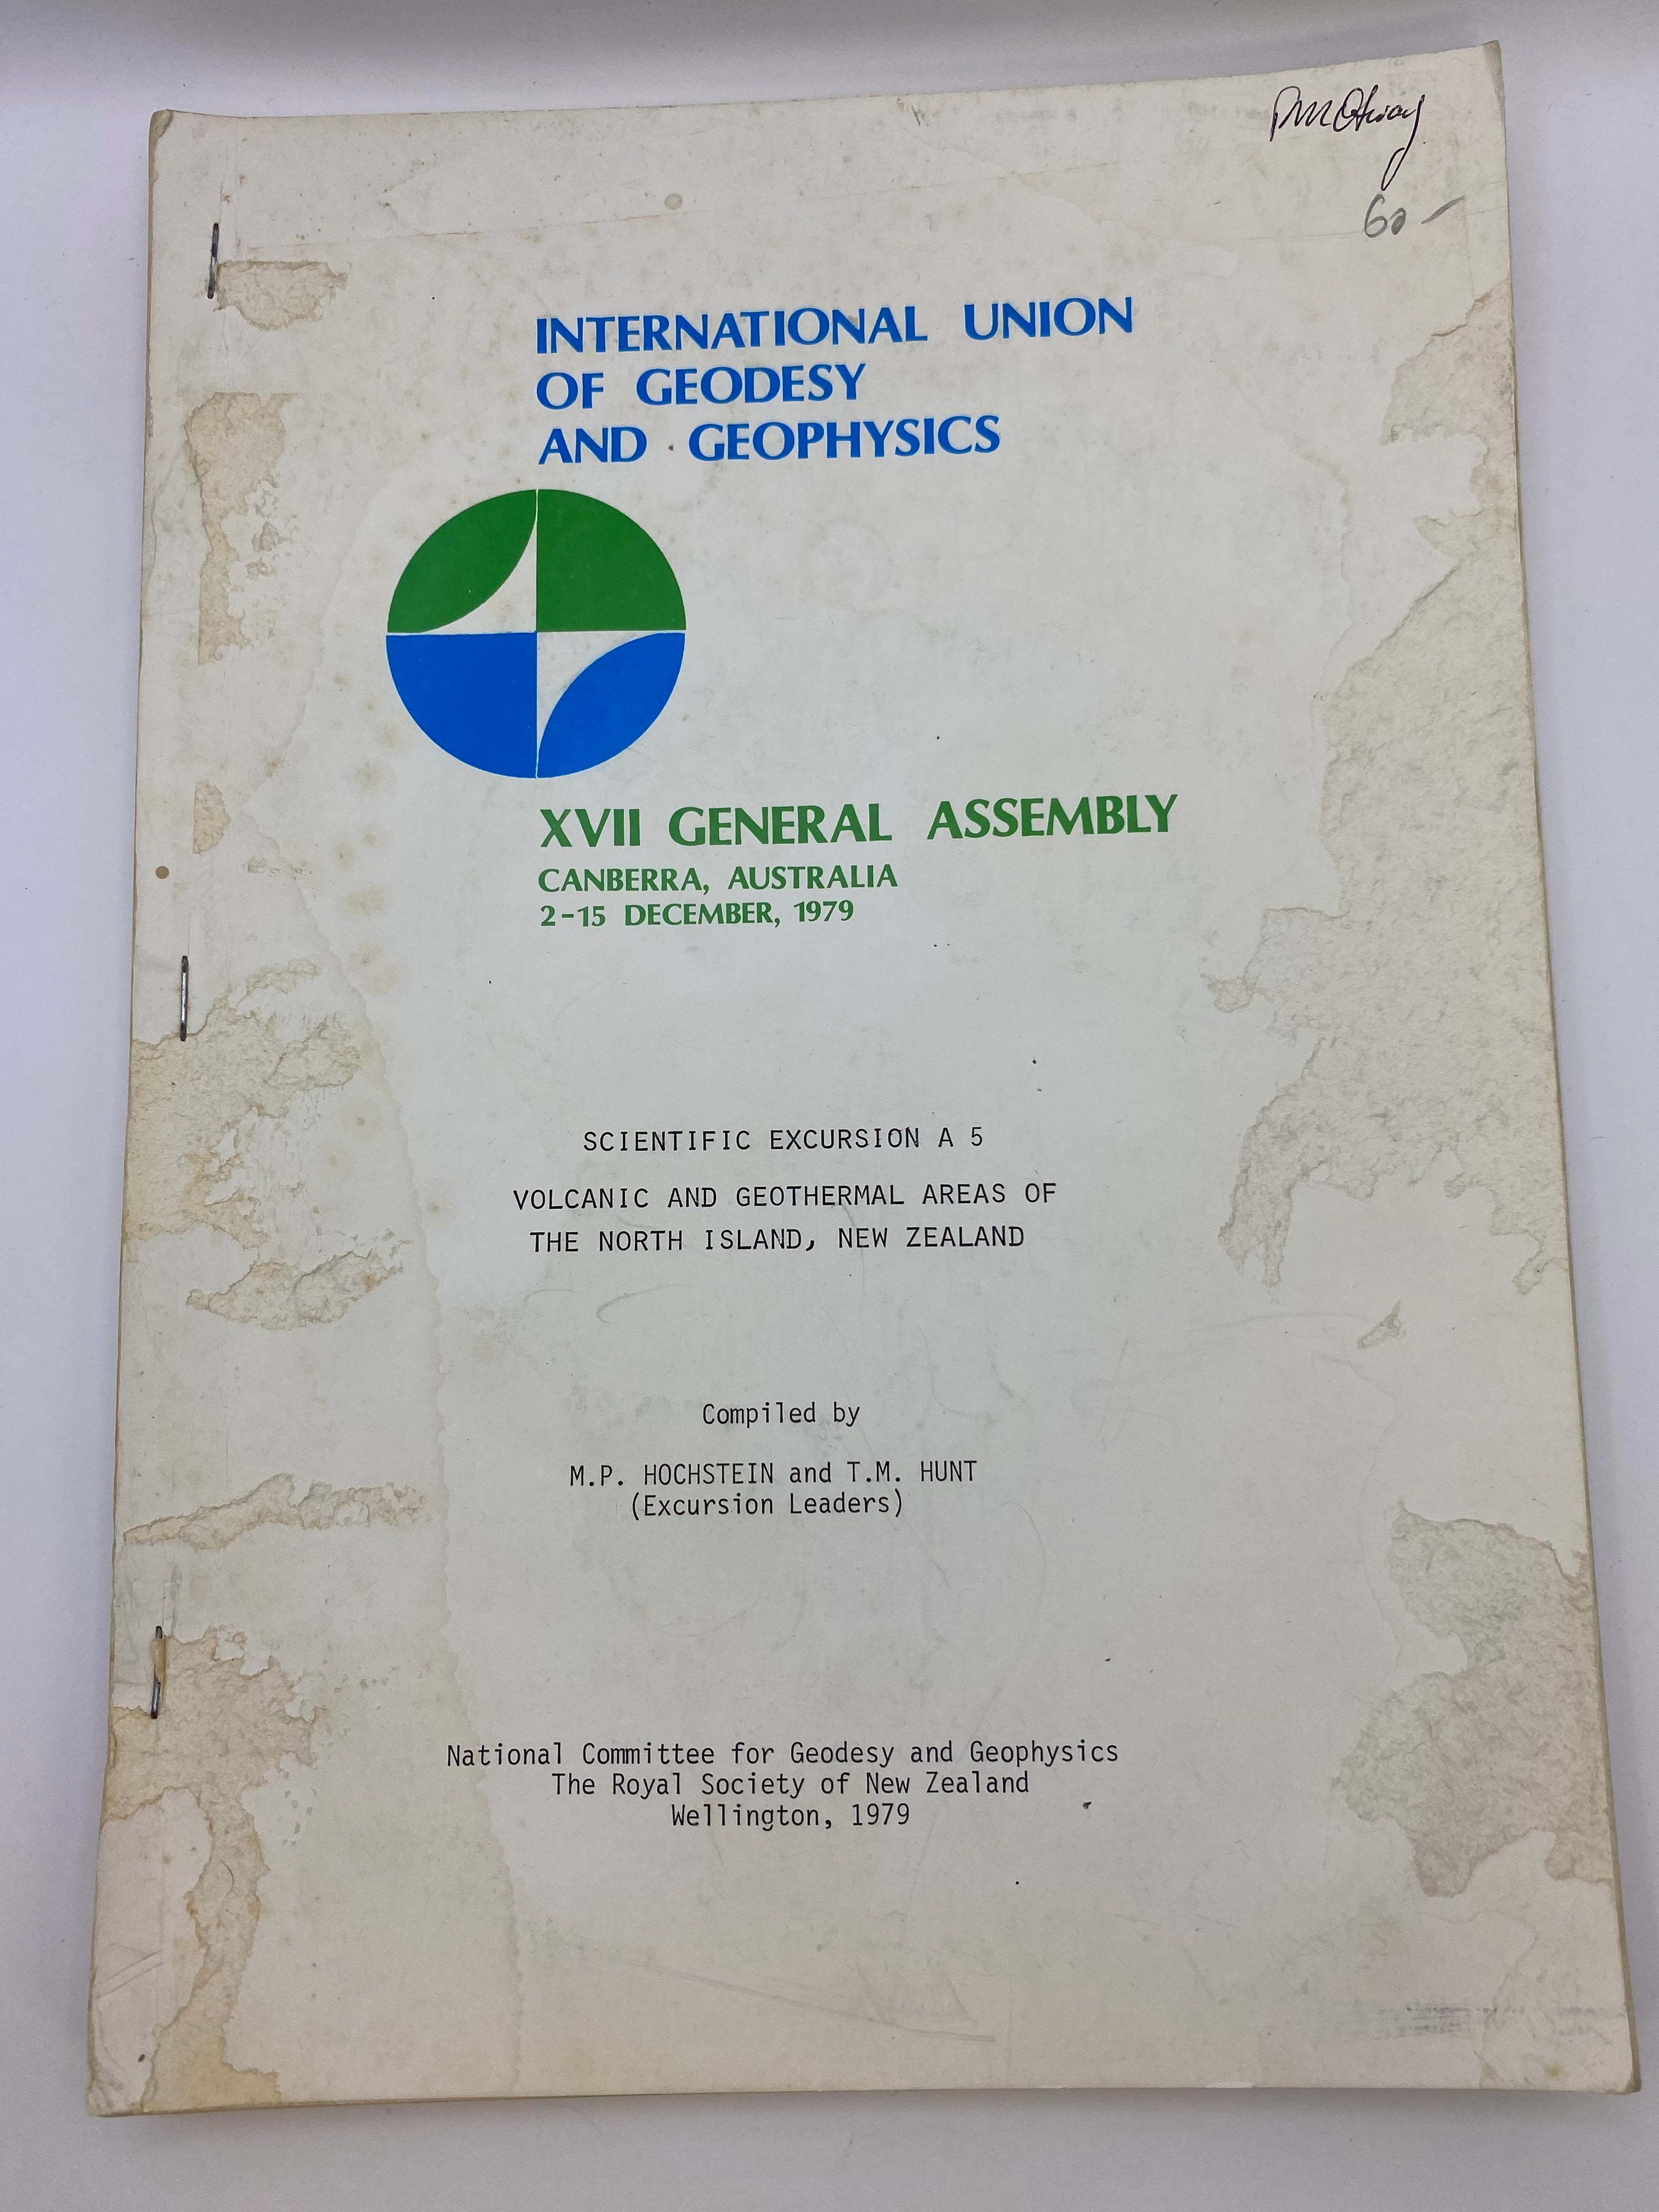 60-
INTERNATIONAL UNION
OF GEODESY
AND GEOPHYSICS
XVII GENERAL ASSEMBLY
CANBERRA, AUSTRALIA
2-15 DECEMBER, 1979
SCIENTIFIC EXCURSION A 5
VOLCANIC AND GEOTHERMAL AREAS OF
THE NORTH ISLAND, NEW ZEALAND
Compiled by
M.P. HOCHSTEIN and T.M. HUNT
(Excursion Leaders)
National Committee for Geodesy and Geophysics
The Royal Society of New Zealand
Wellington, 1979